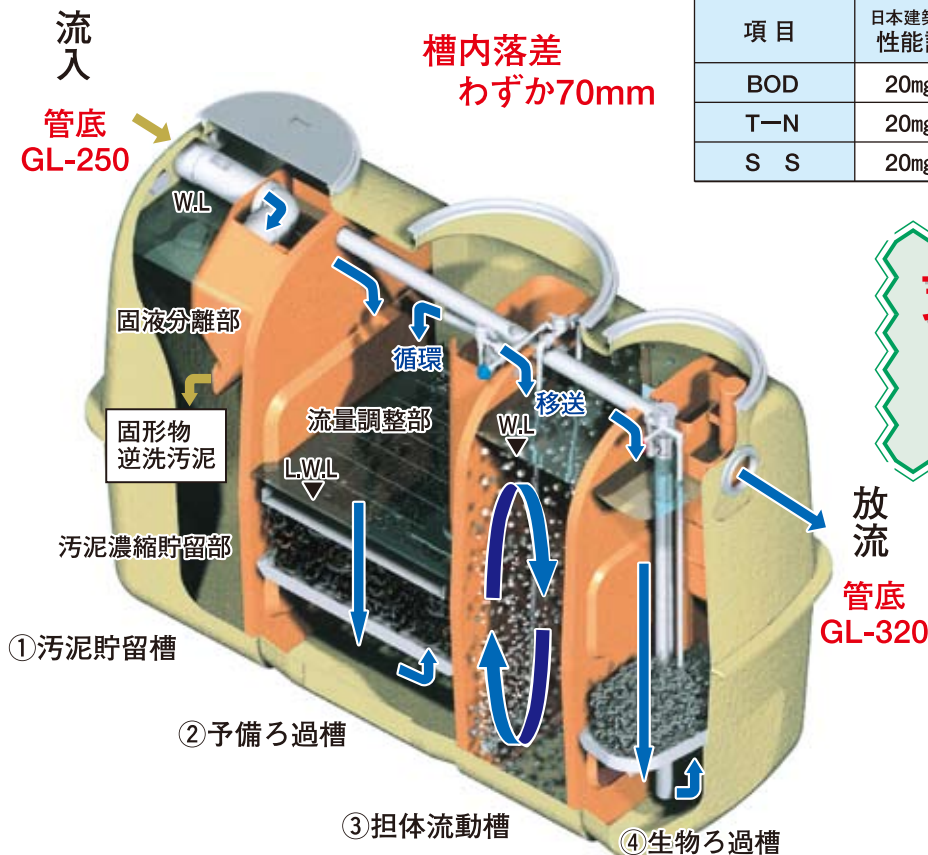 流入
管底
GL-250
槽内落差
わずか70mm
項目
日本建築
性能
BOD
20mg
T－N
20mg
S S
20mg
W.L
固液分離部
循環
移送
W.L
流量調整部
固形物
逆洗汚泥
L.W.L
汚泥濃縮貯留部
放流
管底
GL-320
①汚泥貯留槽
②予備ろ過槽
③担体流動槽
④生物ろ過槽